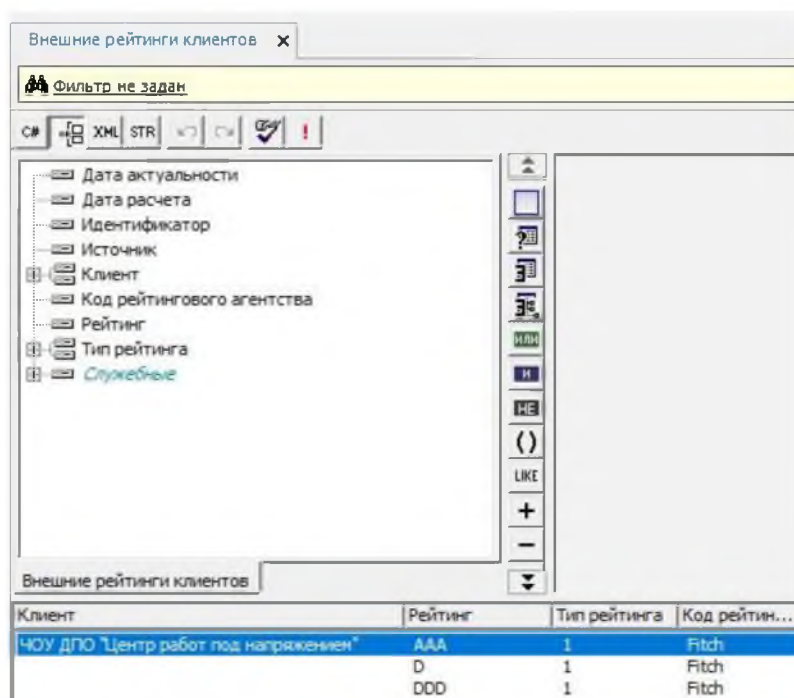 Внешние рейтинги клиентов x
Фильтр не задан
C# XML STR !
Дата актуальности
Дата расчета
Идентификатор
Источник
Клиент
Код рейтингового агентства
Рейтинг
Тип рейтинга
Служебные
?
ИЛИ
И
НЕ
()
LIKE
+
−
Внешние рейтинги клиентов
Клиент Рейтинг Тип рейтинга Код рейтин...
ЧОУ ДПО "Центр работ под напряжением" AAA 1 Fitch
D 1 Fitch
DDD 1 Fitch